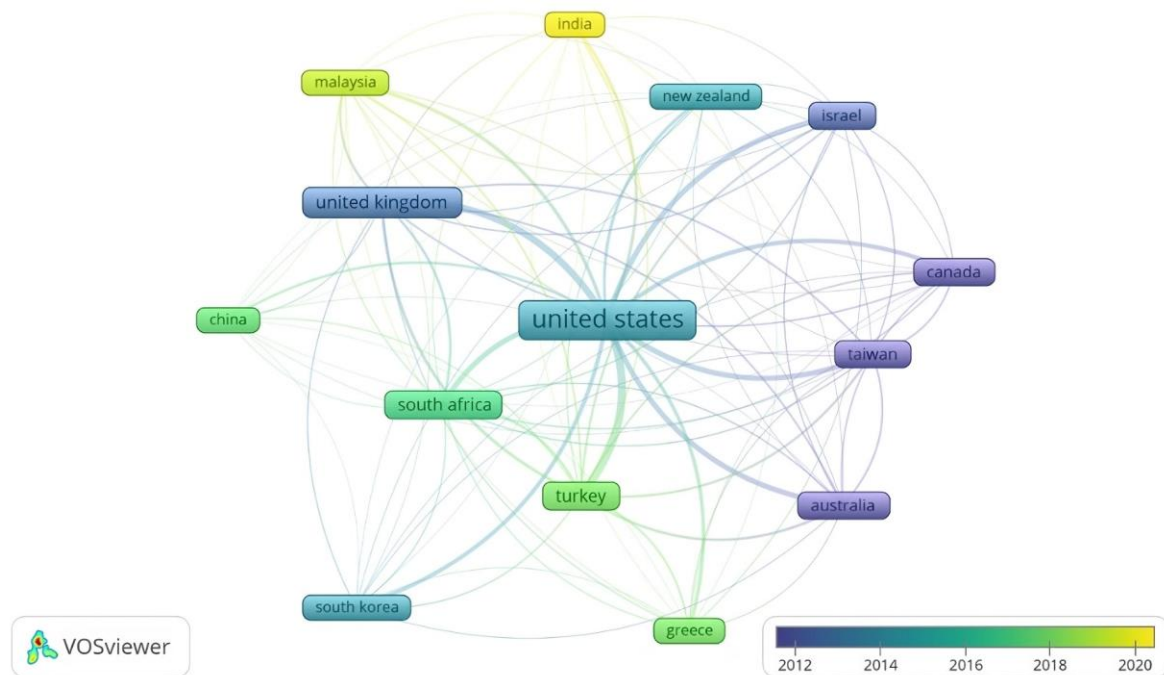 india
malaysia
new zealand
israel
united kingdom
canada
united states
china
taiwan
south africa
turkey
australia
south korea
greece
VOSviewer
2012 2014 2016 2018 2020